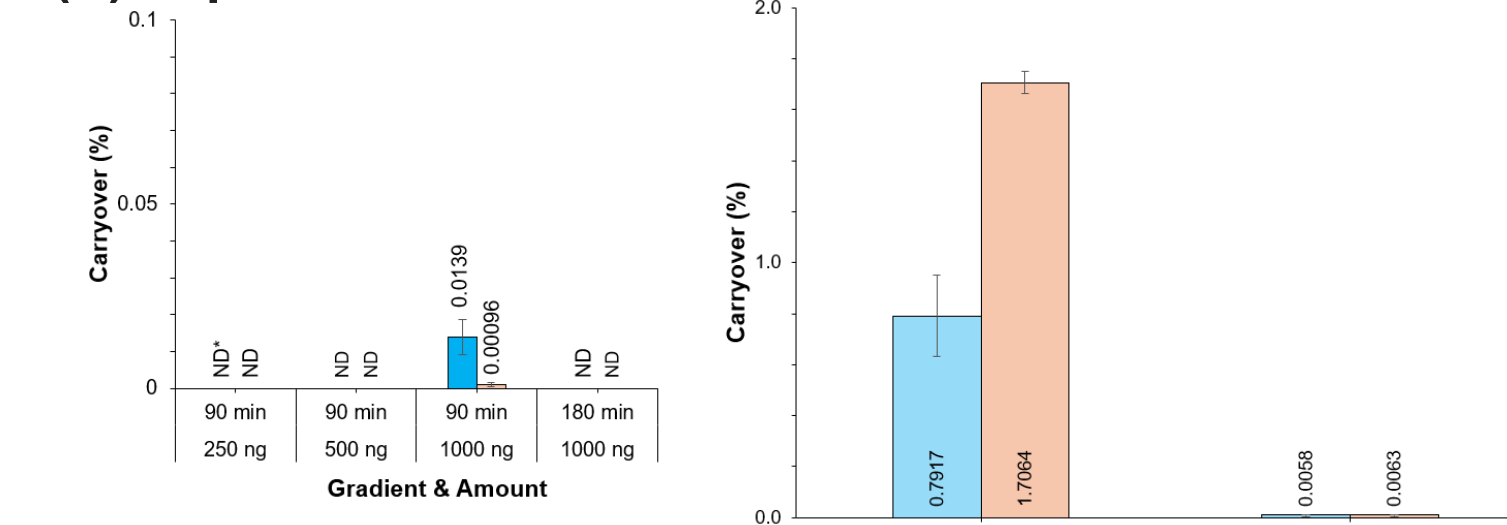 0.1
0.05
0
Carryover (%)
ND*
ND
ND
ND
0.0139
0.00096
ND
ND
90 min
90 min
90 min
180 min
250 ng
500 ng
1000 ng
1000 ng
Gradient & Amount
2.0
1.0
0.0
Carryover (%)
0.7917
1.7064
0.0058
0.0063